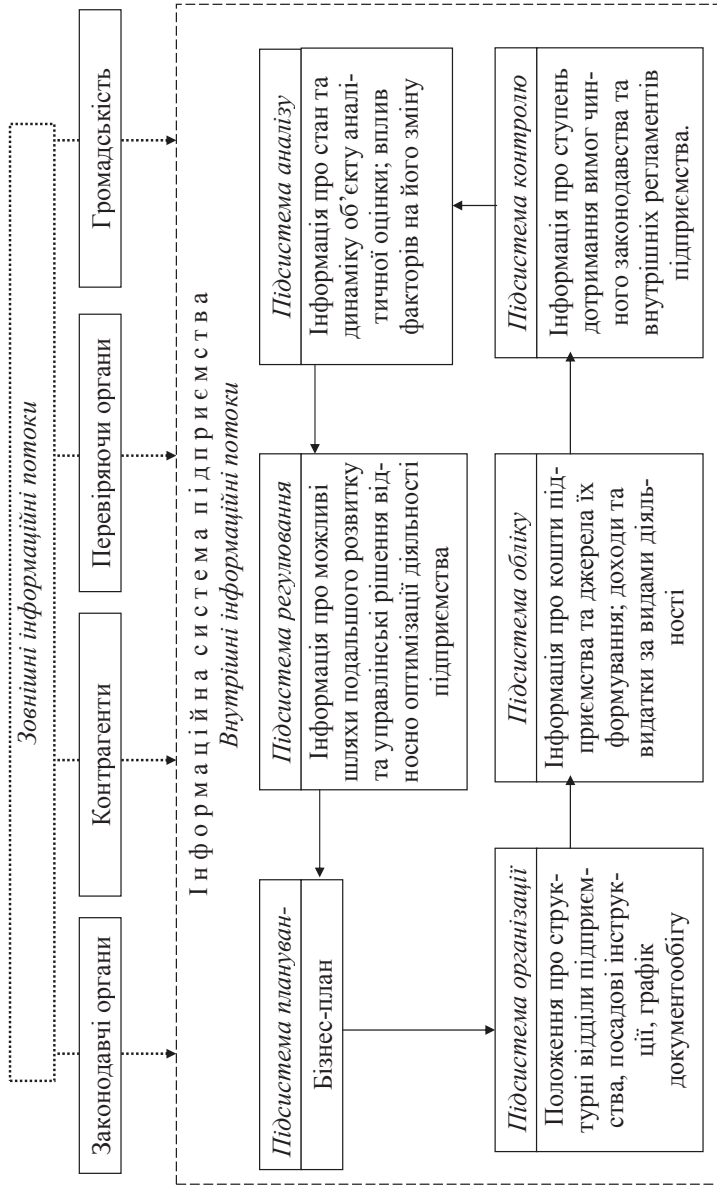 Зовнішні інформаційні потоки
Законодавчі органи
Контрагенти
Перевіряючи органи
Громадськість
Інформаційна система підприємства
Внутрішні інформаційні потоки
Підсистема плануван-
Бізнес-план
Підсистема регулювання
Інформація про можливі
шляхи подальшого розвитку
та управлінські рішення від-
носно оптимізації діяльності
підприємства
Підсистема аналізу
Інформація про стан та
динаміку об’єкту аналі-
тичної оцінки; вплив
факторів на його зміну
Підсистема організації
Положення про струк-
турні відділи підприєм-
ства, посадові інструк-
ції, графік
документообігу
Підсистема обліку
Інформація про кошти під-
приємства та джерела їх
формування; доходи та
видатки за видами діяль-
ності
Підсистема контролю
Інформація про ступень
дотримання вимог чин-
ного законодавства та
внутрішніх регламентів
підприємства.